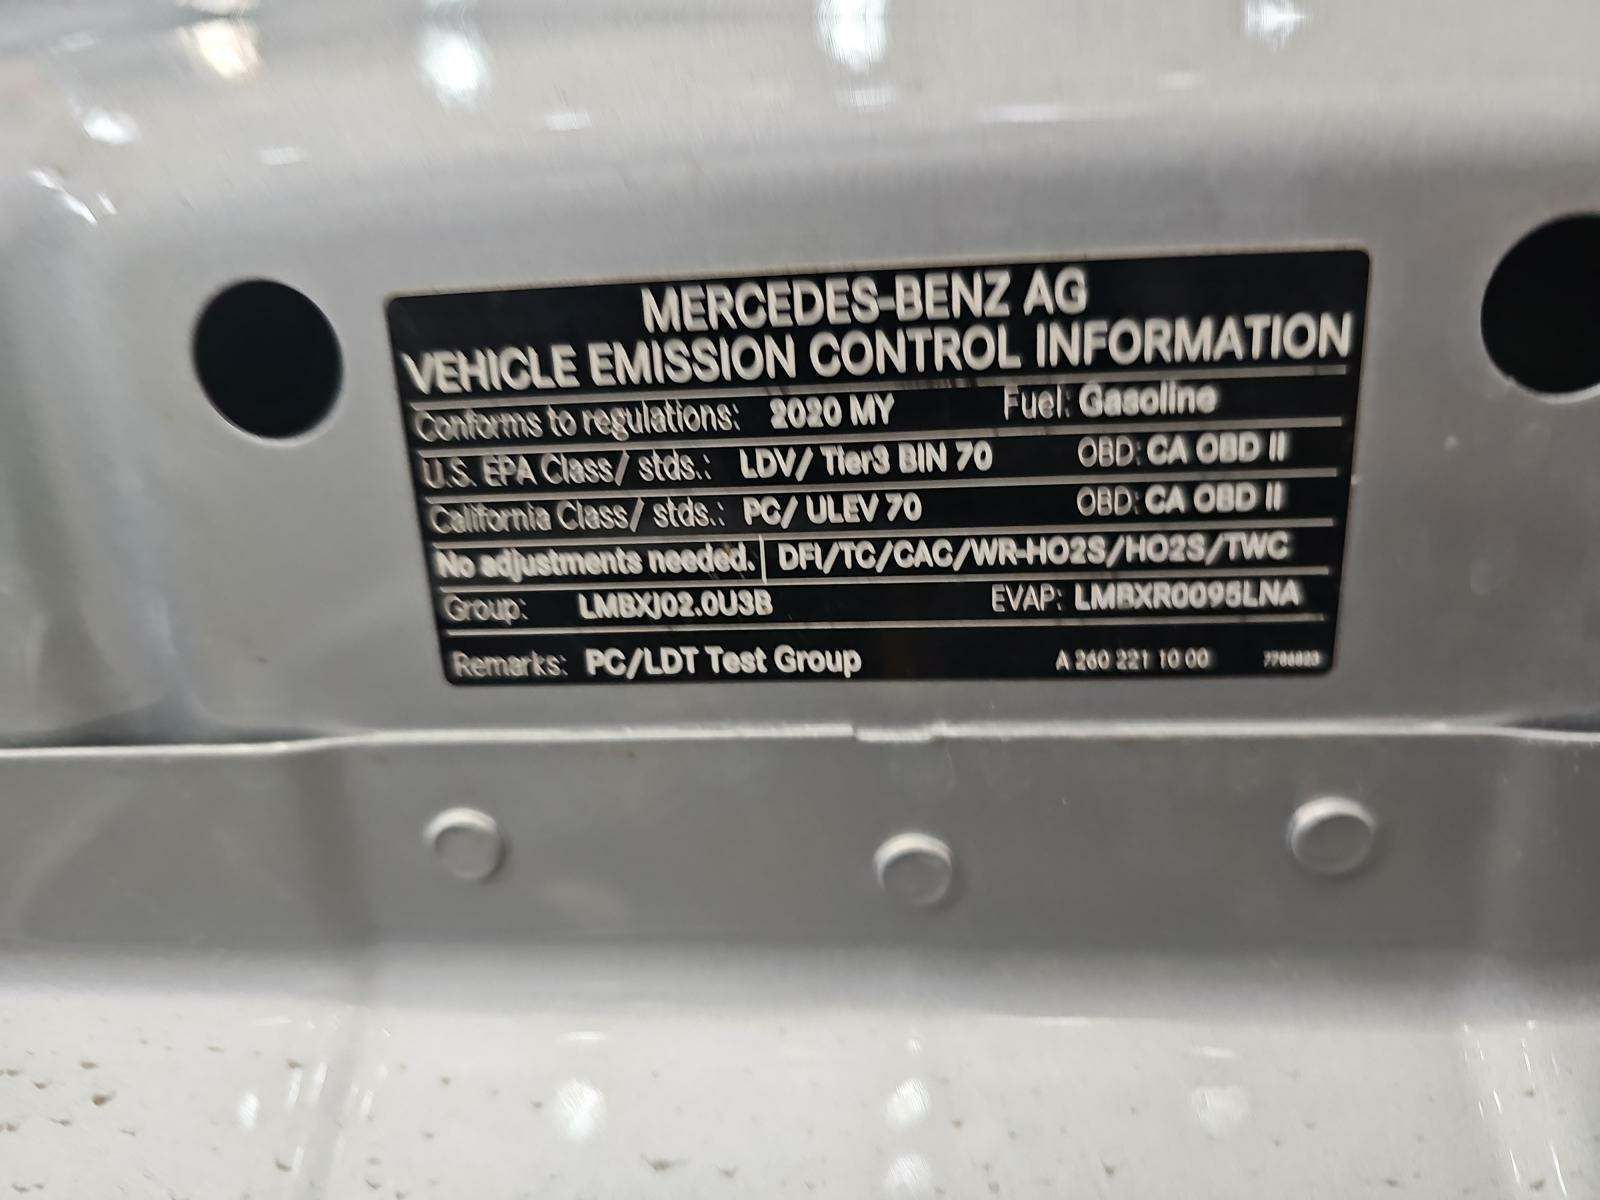 MERCEDES-BENZ AG
VEHICLE EMISSION CONTROL INFORMATION
Conforms to regulations: 2020 MY Fuel: Gasoline
U.S. EPA Class/ stds.: LDV/ Tier3 BIN 70 OBD: CA OBD II
California Class/ stds.: PC/ ULEV 70 OBD: CA OBD II
No adjustments needed. DFI/TC/CAC/WR-HO2S/HO2S/TWC
Group: LMBXJ02.0U3B EVAP: LMBXR0095LNA
Remarks: PC/LDT Test Group A 260 221 10 00